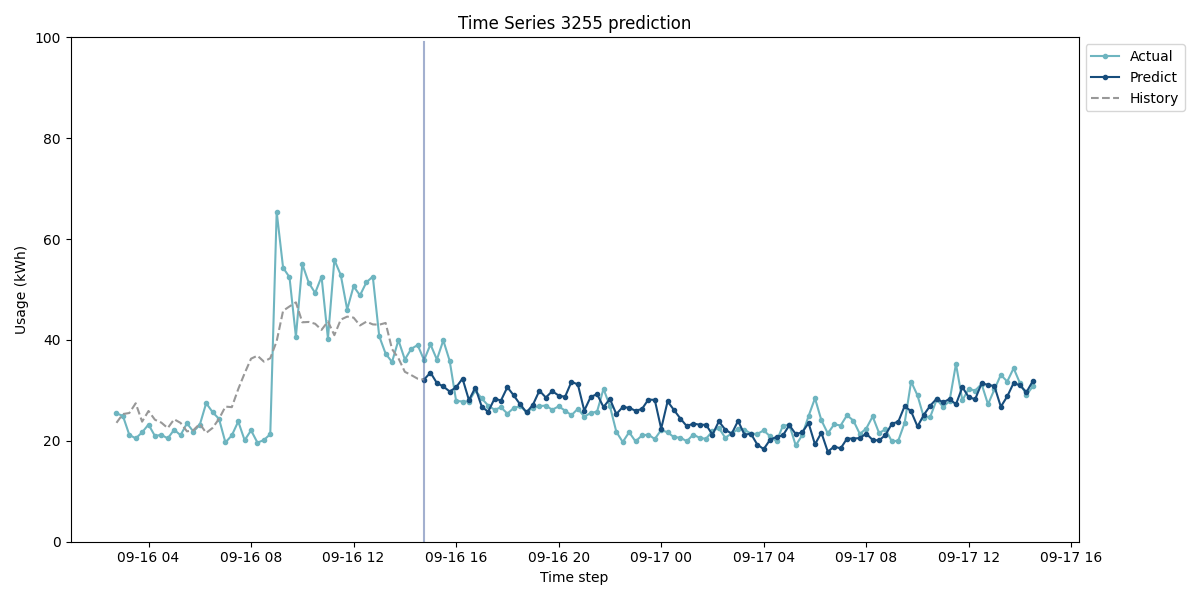 Time Series 3255 prediction
Actual
Predict
History
Usage (kWh)
100
80
60
40
20
0
09-16 04
09-16 08
09-16 12
09-16 16
09-16 20
09-17 00
09-17 04
09-17 08
09-17 12
09-17 16
Time step